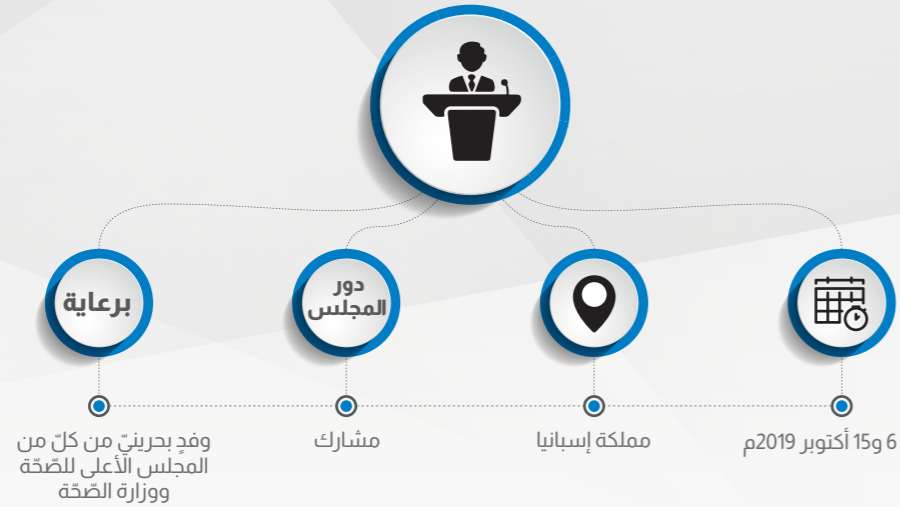 6 و15 أكتوبر 2019م
مملكة إسبانيا
دور
المجلس
مشارك
برعاية
وفدٍ بحرينيّ من كلّ من
المجلس الأعلى للصّحّة
ووزارة الصّحّة